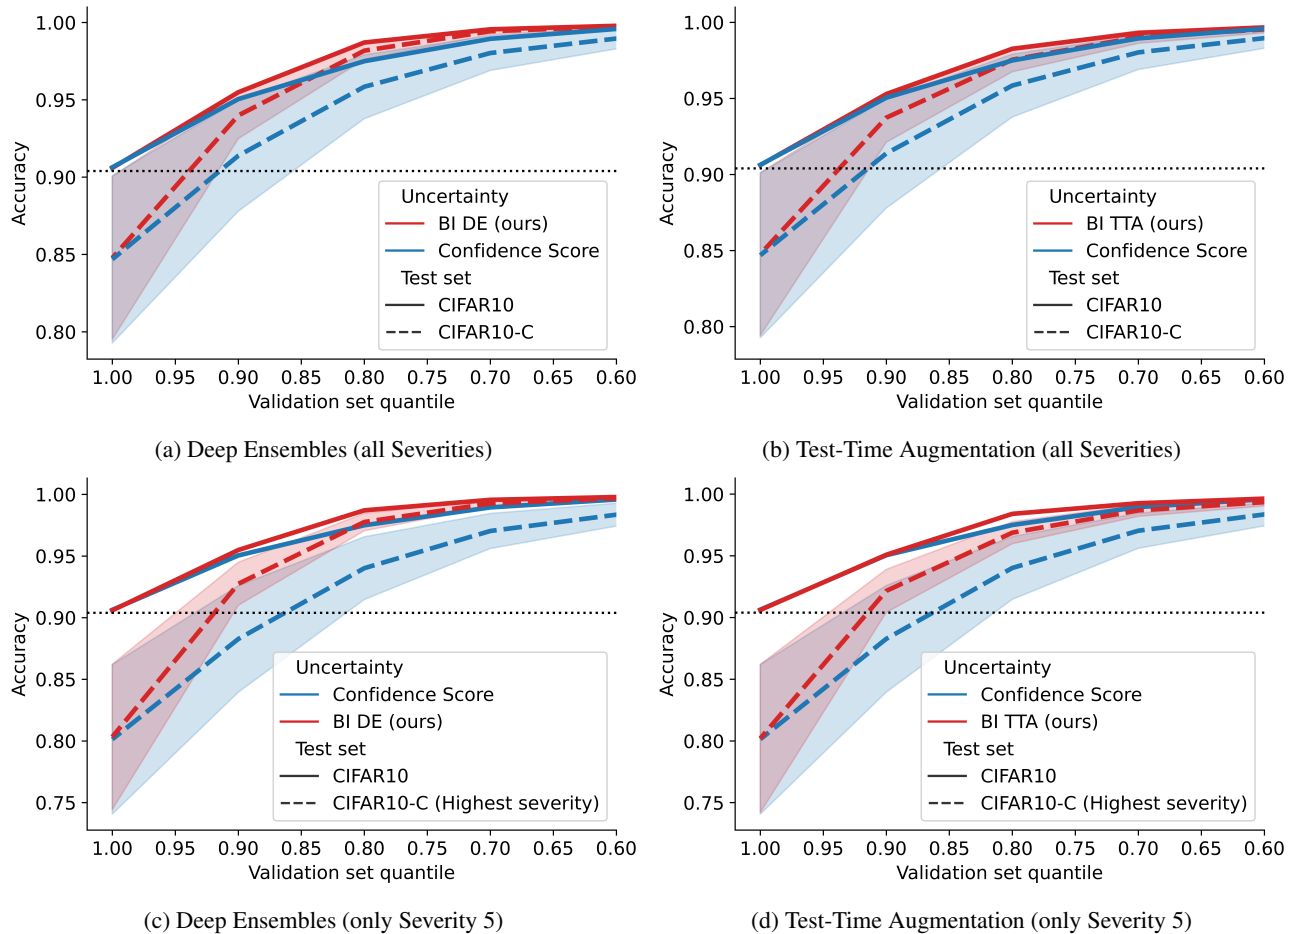 1.00
0.95
0.90
0.85
0.80
Accuracy
Uncertainty
BI DE (ours)
Confidence Score
Test set
CIFAR10
CIFAR10-C
1.00 0.95 0.90 0.85 0.80 0.75 0.70 0.65 0.60
Validation set quantile
(a) Deep Ensembles (all Severities)
1.00
0.95
0.90
0.85
0.80
Accuracy
Uncertainty
BI TTA (ours)
Confidence Score
Test set
CIFAR10
CIFAR10-C
1.00 0.95 0.90 0.85 0.80 0.75 0.70 0.65 0.60
Validation set quantile
(b) Test-Time Augmentation (all Severities)
1.00
0.95
0.90
0.85
0.80
0.75
Accuracy
Uncertainty
Confidence Score
BI DE (ours)
Test set
CIFAR10
CIFAR10-C (Highest severity)
1.00 0.95 0.90 0.85 0.80 0.75 0.70 0.65 0.60
Validation set quantile
(c) Deep Ensembles (only Severity 5)
1.00
0.95
0.90
0.85
0.80
0.75
Accuracy
Uncertainty
Confidence Score
BI TTA (ours)
Test set
CIFAR10
CIFAR10-C (Highest severity)
1.00 0.95 0.90 0.85 0.80 0.75 0.70 0.65 0.60
Validation set quantile
(d) Test-Time Augmentation (only Severity 5)